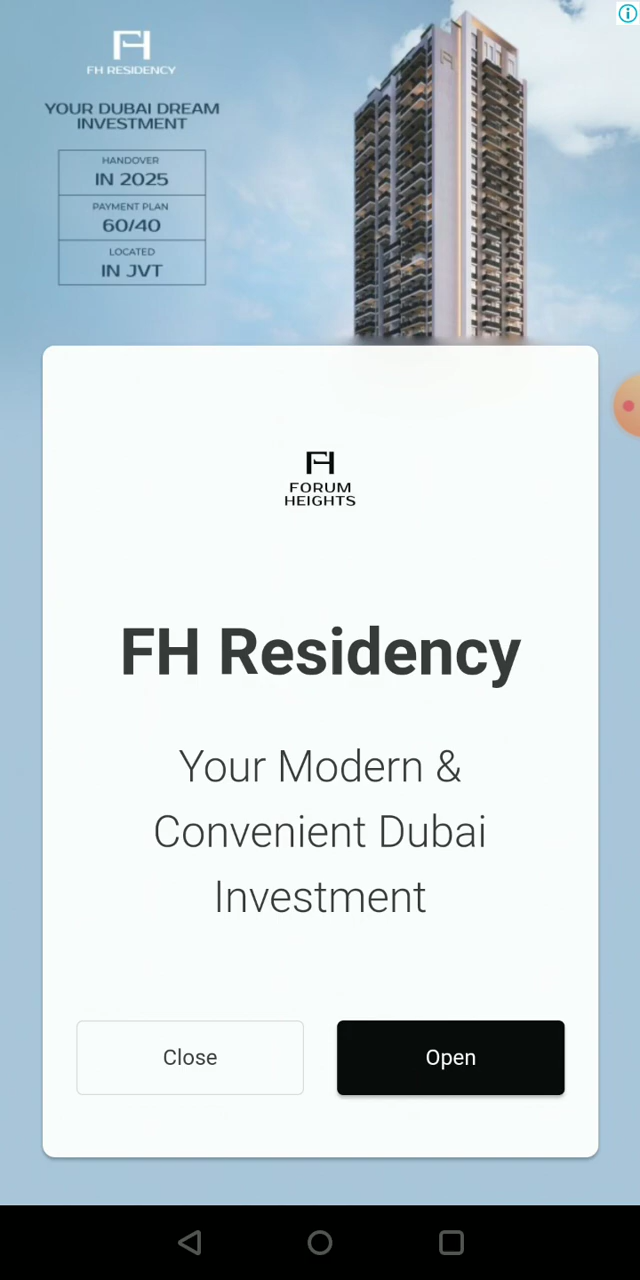 FH RESIDENCY
YOUR DUBAI DREAM
INVESTMENT
HANDOVER
IN 2025
PAYMENT PLAN
60/40
LOCATED
IN JVT
FH
FORUM
HEIGHTS
FH Residency
Your Modern &
Convenient Dubai
Investment
Close
Open